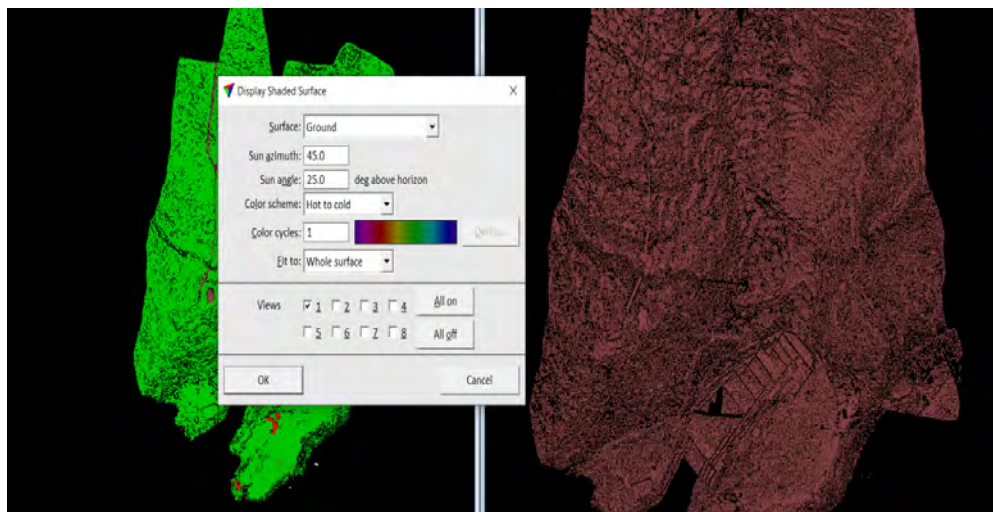 Display Shaded Surface
Surface: Ground
Sun azimuth: 45.0
Sun angle: 25.0 deg above horizon
Color scheme: Hot to cold
Color cycles: 1
Fit to: Whole surface
Views 1 2 3 4 All on
5 6 7 8 All off
OK Cancel